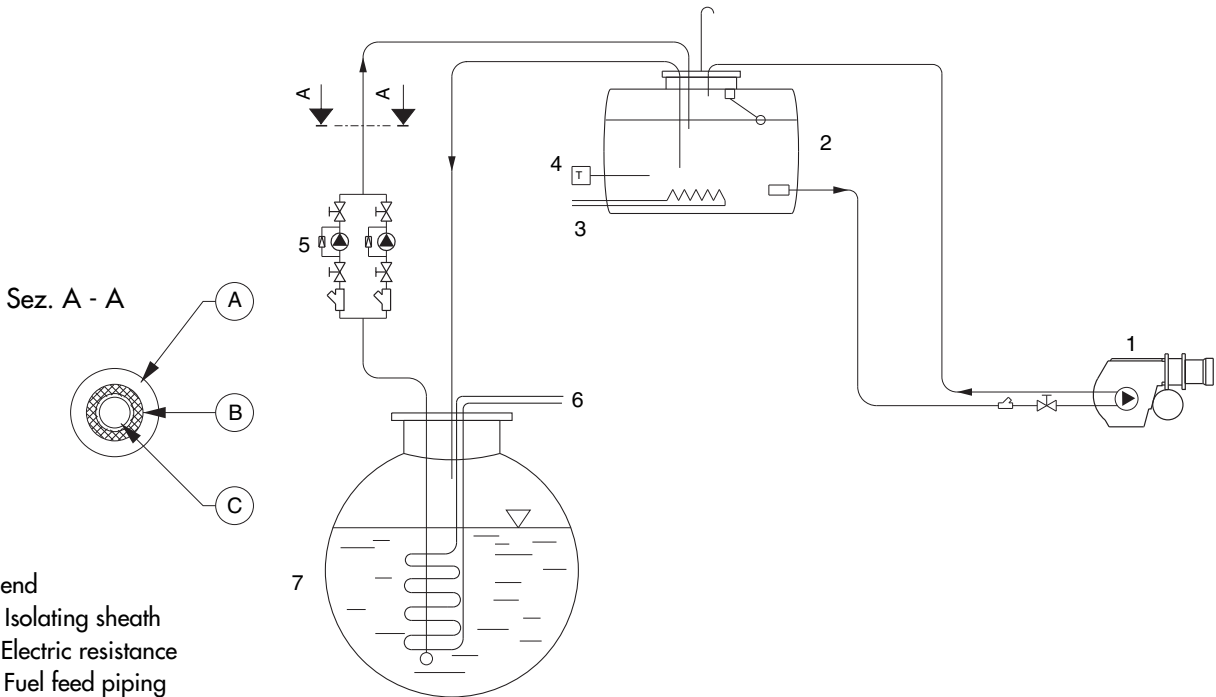 A A
2
4
T
3
5
Sez. A - A
A
1
B
6
C
7
end
Isolating sheath
Electric resistance
Fuel feed piping